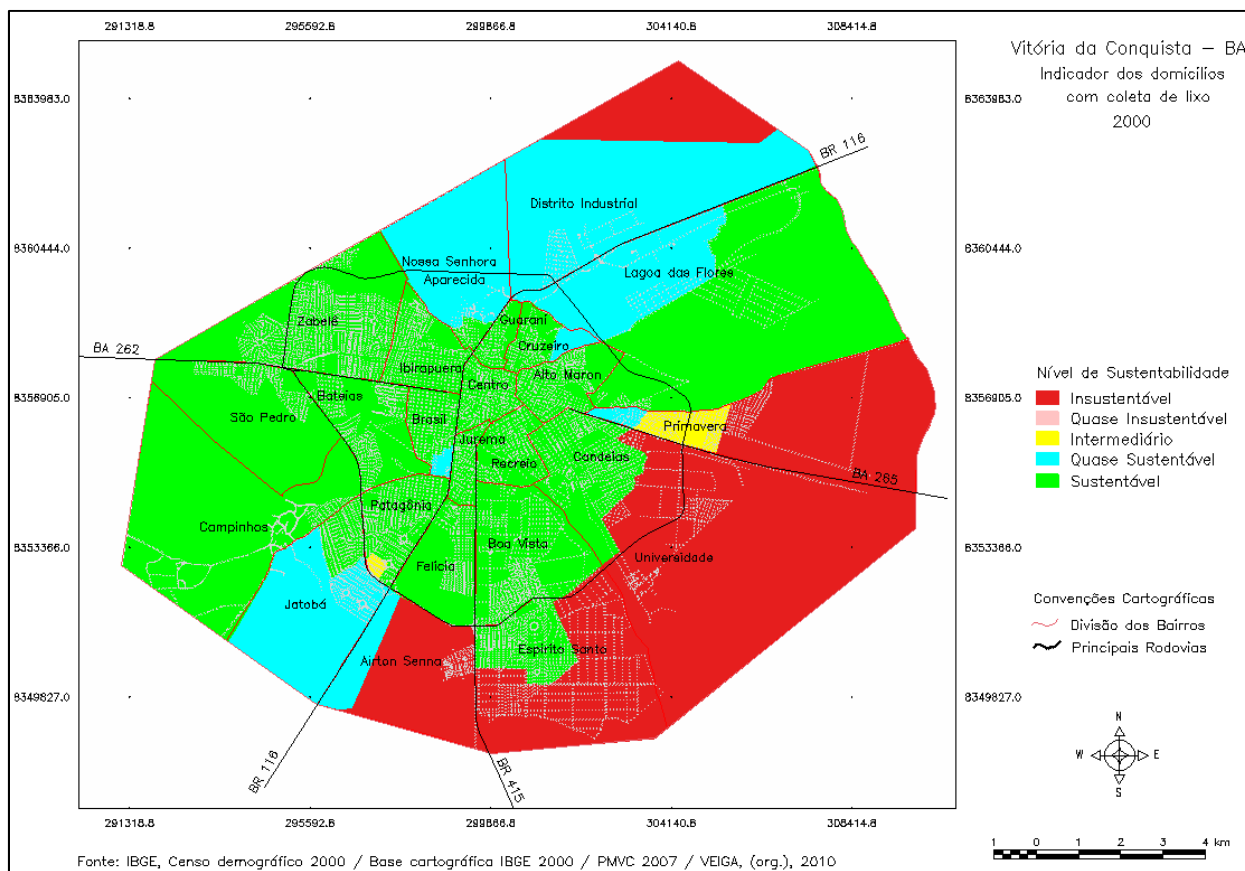 291318.8 295592.8 299866.8 304140.8 308414.8
Vitória da Conquista – BA
Indicador dos domicílios
com coleta de lixo
2000
8363983.0 8363983.0
BR 116
Distrito Industrial
8360444.0 8360444.0
Nossa Senhora
Aparecida
Lagoa das Flores
Zabelê
Guarani
Cruzeiro
BA 262
Ibirapuera
Alto Maron
Centro
Nível de Sustentabilidade
Insustentável
Quase Insustentável
Intermediário
Quase Sustentável
Sustentável
8356905.0 8356905.0
Bateias
São Pedro
Brasil
Primavera
Jurema
Recreio
Candeias
BA 265
Patagônia
Campinhos
Boa Vista
8353366.0 8353366.0
Universidade
Felícia
Jatobá
Convenções Cartográficas
Divisão dos Bairros
Principais Rodovias
Espírito Santo
Airton Senna
8349827.0 8349827.0
N
W E
S
BR 116
BR 415
291318.8 295592.8 299866.8 304140.8 308414.8
1 0 1 2 3 4 km
Fonte: IBGE, Censo demográfico 2000 / Base cartográfica IBGE 2000 / PMVC 2007 / VEIGA, (org.), 2010